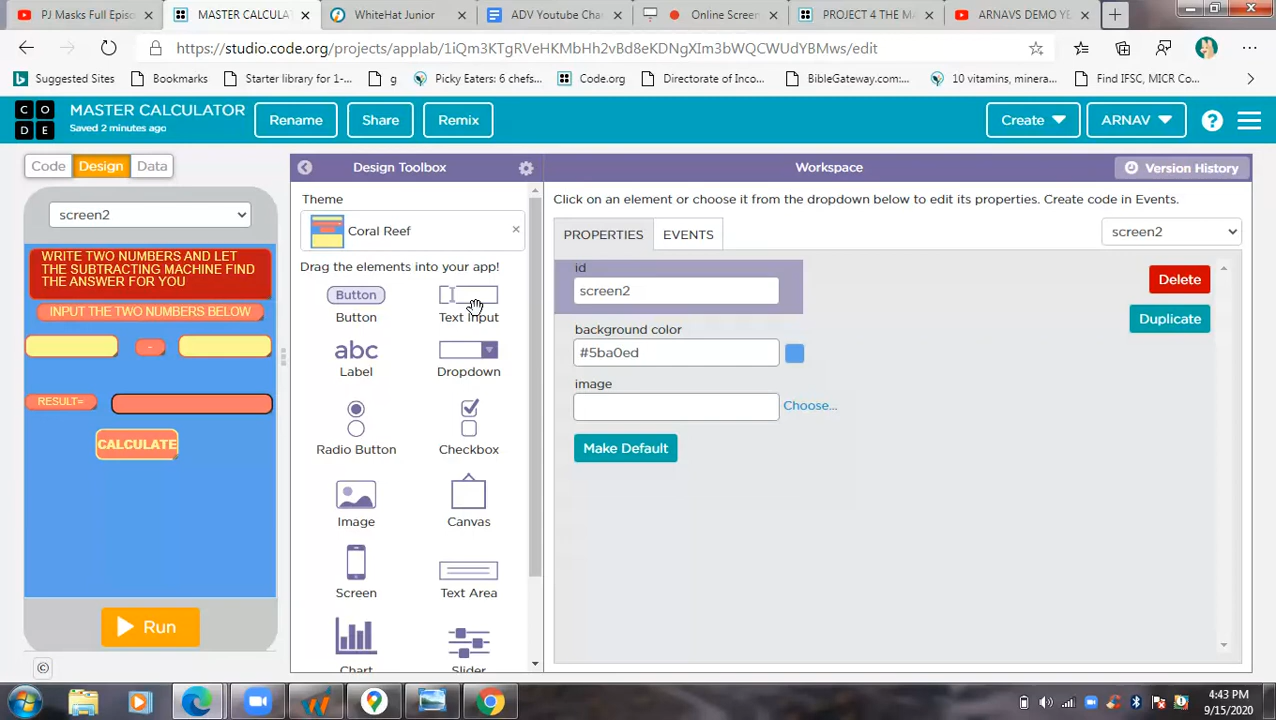 PJ Masks Full Episodes
MASTER CALCULATOR
WhiteHat Junior
ADV Youtube Cha
Online Screen
PROJECT 4 THE MA
ARNAVS DEMO YE
https://studio.code.org/projects/applab/1iQm3KTgRVeHKMbHh2vBd8eKDNgXIm3bWQCWUdYBMws/edit
Suggested Sites
Bookmarks
Starter library for 1-...
g
Picky Eaters: 6 chefs...
Code.org
Directorate of Inco...
BibleGateway.com:...
10 vitamins, minera...
Find IFSC, MICR Co...
C O
D E
MASTER CALCULATOR
Saved 2 minutes ago
Rename
Share
Remix
Create
ARNAV
?
Code
Design
Data
Design Toolbox
Workspace
Version History
screen2
WRITE TWO NUMBERS AND LET
THE SUBTRACTING MACHINE FIND
THE ANSWER FOR YOU
INPUT THE TWO NUMBERS BELOW
-
RESULT=
CALCULATE
Run
©
Theme
Coral Reef
Drag the elements into your app!
Button
Button
Text Input
abc
Label
Dropdown
Radio Button
Checkbox
Image
Canvas
Screen
Text Area
Chart
Slider
Click on an element or choose it from the dropdown below to edit its properties. Create code in Events.
PROPERTIES
EVENTS
screen2
id
screen2
Delete
Duplicate
background color
#5ba0ed
image
Choose...
Make Default
4:43 PM
9/15/2020